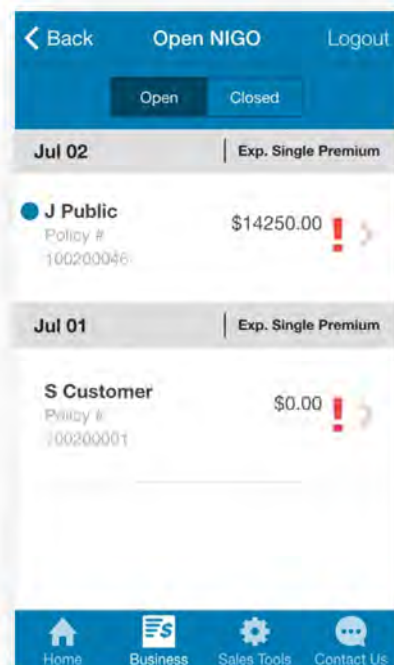 Back Open NIGO Logout
Open Closed
Jul 02 Exp. Single Premium
J Public
$14250.00 !
Policy #
100200046
Jul 01 Exp. Single Premium
S Customer
$0.00 !
Policy #
100200001
Home Business Sales Tools Contact Us